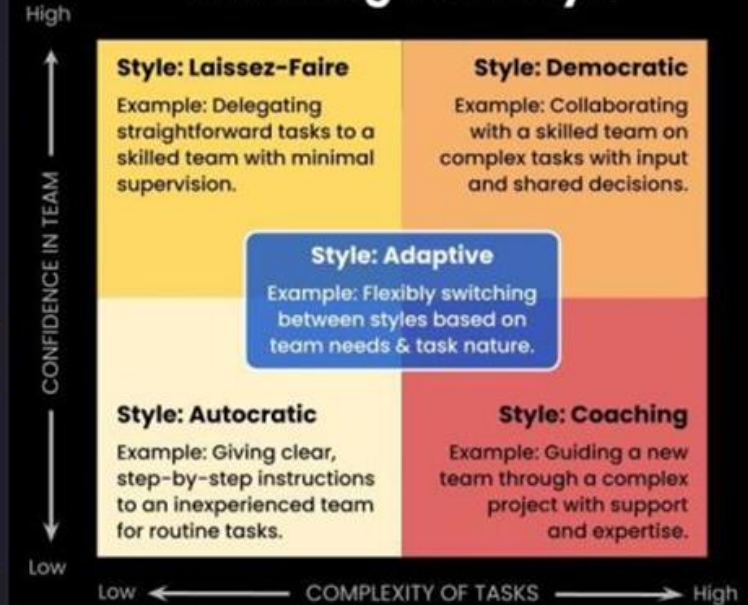 High
Style: Laissez-Faire
Example: Delegating
straightforward tasks to a
skilled team with minimal
supervision.
Style: Democratic
Example: Collaborating
with a skilled team on
complex tasks with input
and shared decisions.
CONFIDENCE IN TEAM
Style: Adaptive
Example: Flexibly switching
between styles based on
team needs & task nature.
Style: Autocratic
Example: Giving clear,
step-by-step instructions
to an inexperienced team
for routine tasks.
Style: Coaching
Example: Guiding a new
team through a complex
project with support
and expertise.
Low
Low
COMPLEXITY OF TASKS
High